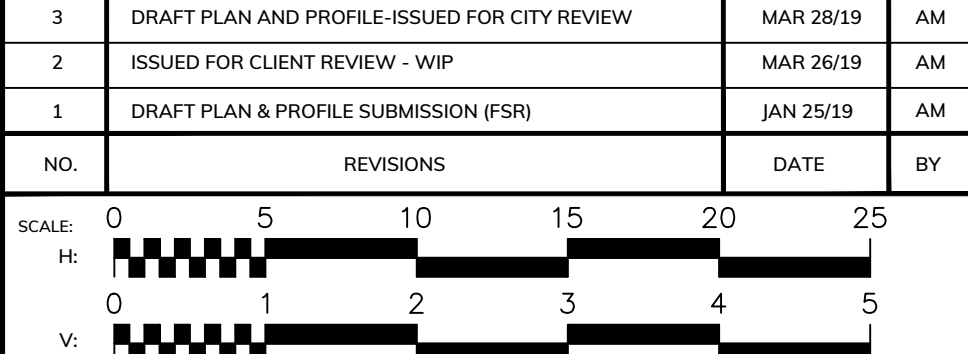 3 DRAFT PLAN AND PROFILE-ISSUED FOR CITY REVIEW MAR 28/19 AM
2 ISSUED FOR CLIENT REVIEW - WIP MAR 26/19 AM
1 DRAFT PLAN & PROFILE SUBMISSION (FSR) JAN 25/19 AM
NO. REVISIONS DATE BY
SCALE: 0 5 10 15 20 25
H:
0 1 2 3 4 5
V: